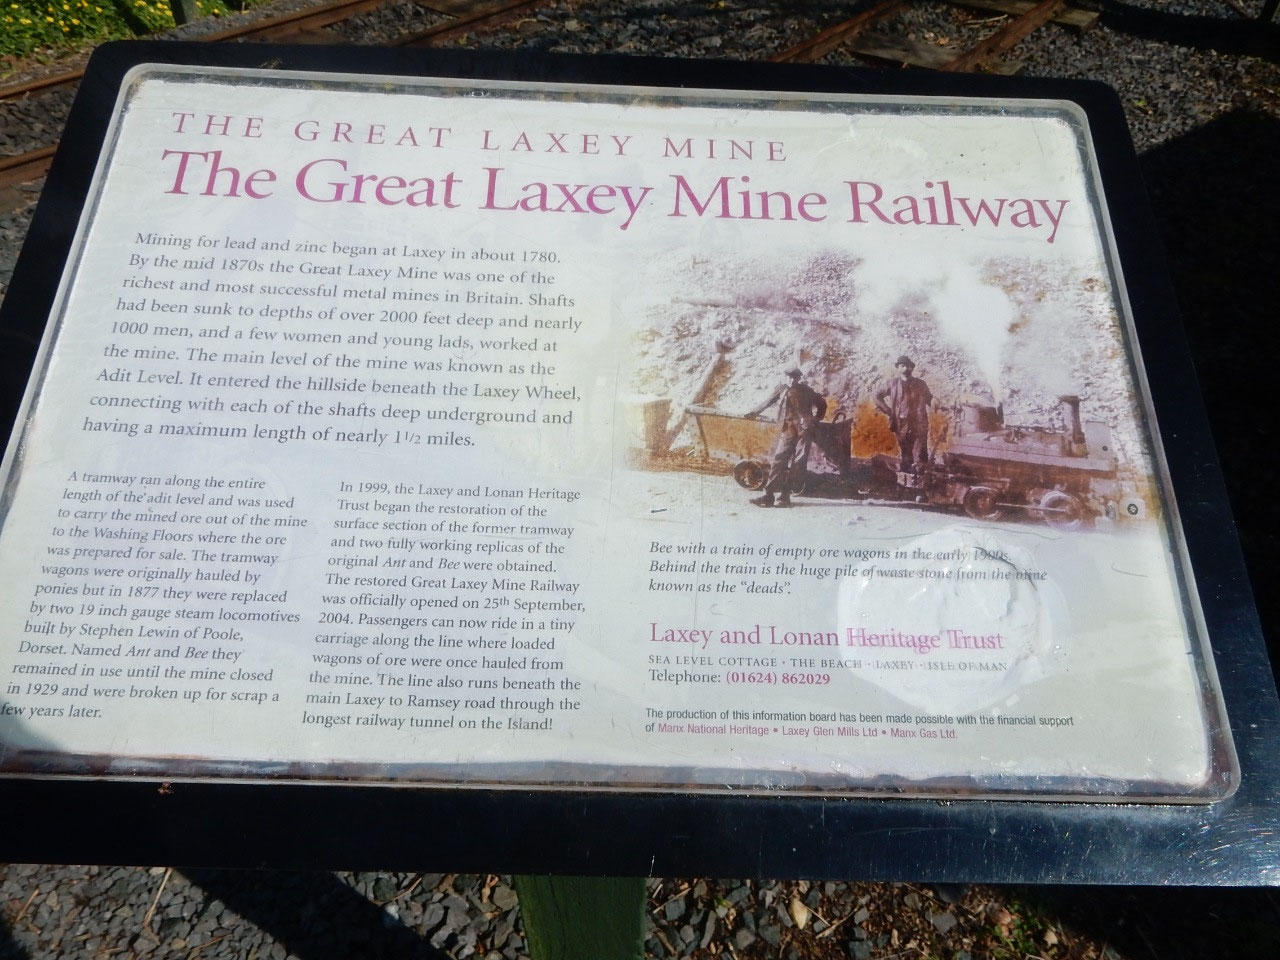 THE GREAT LAXEY MINE
The Great Laxey Mine Railway
Mining for lead and zinc began at Laxey in about 1780.
By the mid 1870s the Great Laxey Mine was one of the
richest and most successful metal mines in Britain. Shafts
had been sunk to depths of over 2000 feet deep and nearly
1000 men, and a few women and young lads, worked at
the mine. The main level of the mine was known as the
Adit Level. It entered the hillside beneath the Laxey Wheel,
connecting with each of the shafts deep underground and
having a maximum length of nearly 1 1/2 miles.
A tramway ran along the entire
length of the adit level and was used
to carry the mined ore out of the mine
to the Washing Floors where the ore
was prepared for sale. The tramway
wagons were originally hauled by
ponies but in 1877 they were replaced
by two 19 inch gauge steam locomotives
built by Stephen Lewin of Poole,
Dorset. Named Ant and Bee they
remained in use until the mine closed
in 1929 and were broken up for scrap a
few years later.
In 1999, the Laxey and Lonan Heritage
Trust began the restoration of the
surface section of the former tramway
and two fully working replicas of the
original Ant and Bee were obtained.
The restored Great Laxey Mine Railway
was officially opened on 25th September,
2004. Passengers can now ride in a tiny
carriage along the line where loaded
wagons of ore were once hauled from
the mine. The line also runs beneath the
main Laxey to Ramsey road through the
longest railway tunnel on the Island!
Bee with a train of empty ore wagons in the early 1900s.
Behind the train is the huge pile of waste stone from the mine
known as the "deads".
Laxey and Lonan Heritage Trust
SEA LEVEL COTTAGE · THE BEACH · LAXEY · ISLE OF MAN
Telephone: (01624) 862029
The production of this information board has been made possible with the financial support
of Manx National Heritage • Laxey Glen Mills Ltd • Manx Gas Ltd.